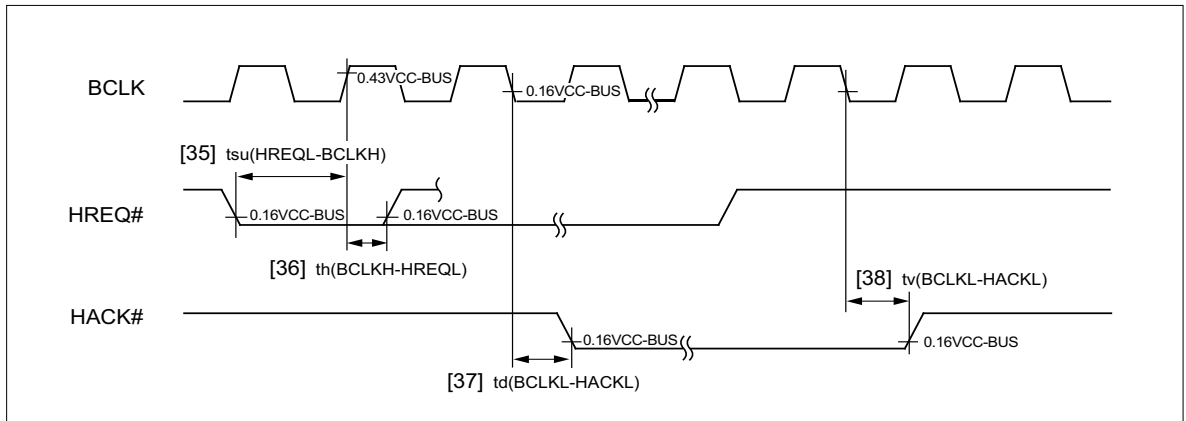 BCLK
0.43VCC-BUS
0.16VCC-BUS
[35] tsu(HREQL-BCLKH)
HREQ#
0.16VCC-BUS
0.16VCC-BUS
[36] th(BCLKH-HREQL)
[38] tv(BCLKL-HACKL)
HACK#
0.16VCC-BUS
0.16VCC-BUS
[37] td(BCLKL-HACKL)